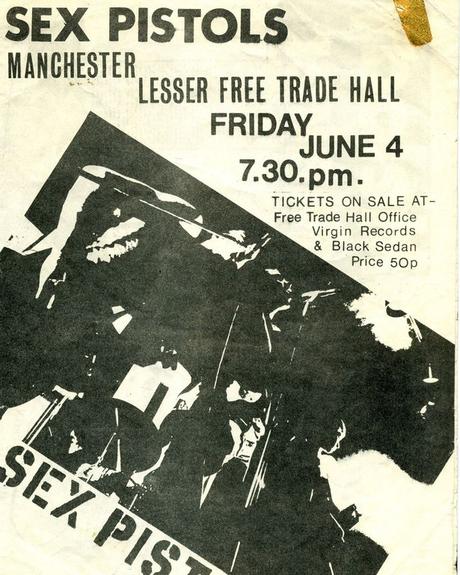 SEX PISTOLS
MANCHESTER
LESSER FREE TRADE HALL
FRIDAY
JUNE 4
7.30.pm.
TICKETS ON SALE AT–
Free Trade Hall Office
Virgin Records
& Black Sedan
Price 50p
SEX PIST